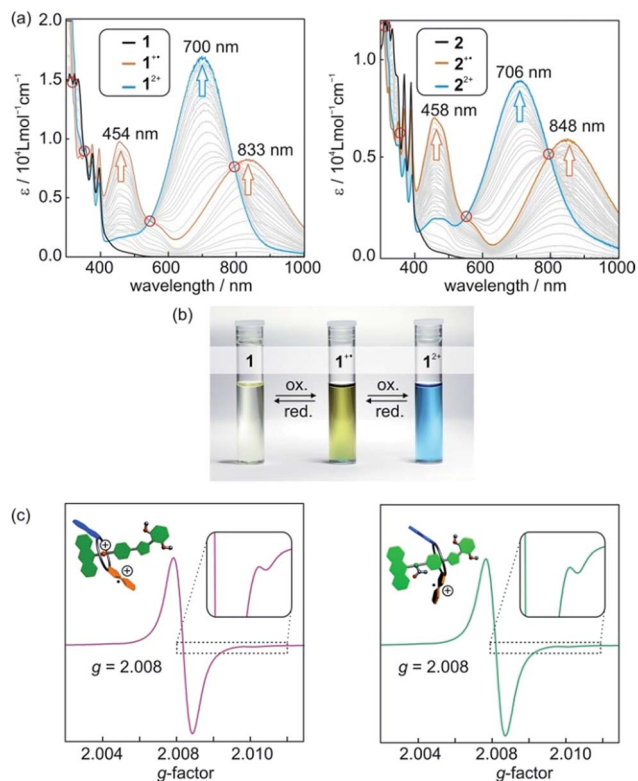 (a)
2.0
1.5
1.0
0.5
0.0
ε / 10⁴Lmol⁻¹cm⁻¹
1
1⁺•
1²⁺
700 nm
454 nm
833 nm
400 600 800 1000
wavelength / nm
1.0
0.5
0.0
ε / 10⁴Lmol⁻¹cm⁻¹
2
2⁺•
2²⁺
706 nm
458 nm
848 nm
400 600 800 1000
wavelength / nm
(b)
1 1⁺• 1²⁺
ox. ox.
red. red.
(c)
g = 2.008
2.004 2.008 2.010
g-factor
g = 2.008
2.004 2.008 2.010
g-factor